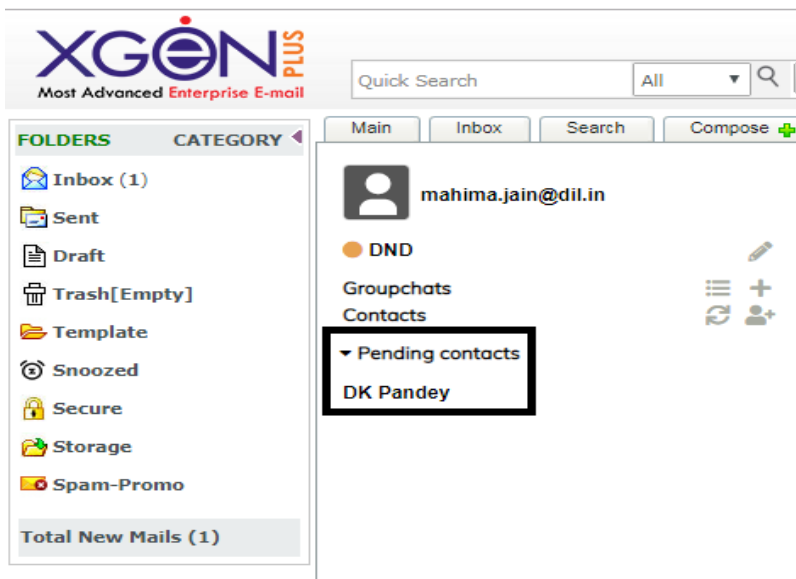 XGEN PLUS
Most Advanced Enterprise E-mail
Quick Search
All
FOLDERS CATEGORY
Inbox (1)
Sent
Draft
Trash[Empty]
Template
Snoozed
Secure
Storage
Spam-Promo
Total New Mails (1)
Main Inbox Search Compose
mahima.jain@dil.in
DND
Groupchats
Contacts
Pending contacts
DK Pandey